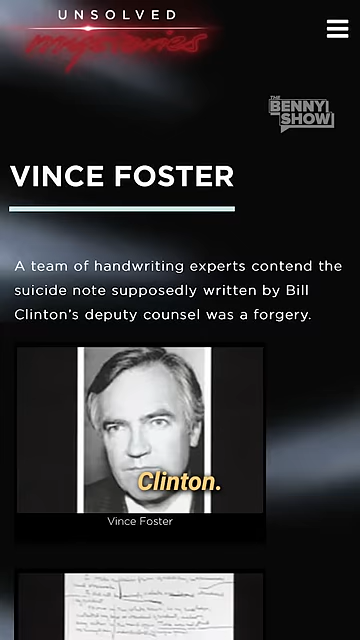 UNSOLVED
mysteries
THE
BENNY
SHOW
VINCE FOSTER
A team of handwriting experts contend the
suicide note supposedly written by Bill
Clinton's deputy counsel was a forgery.
Clinton.
Vince Foster